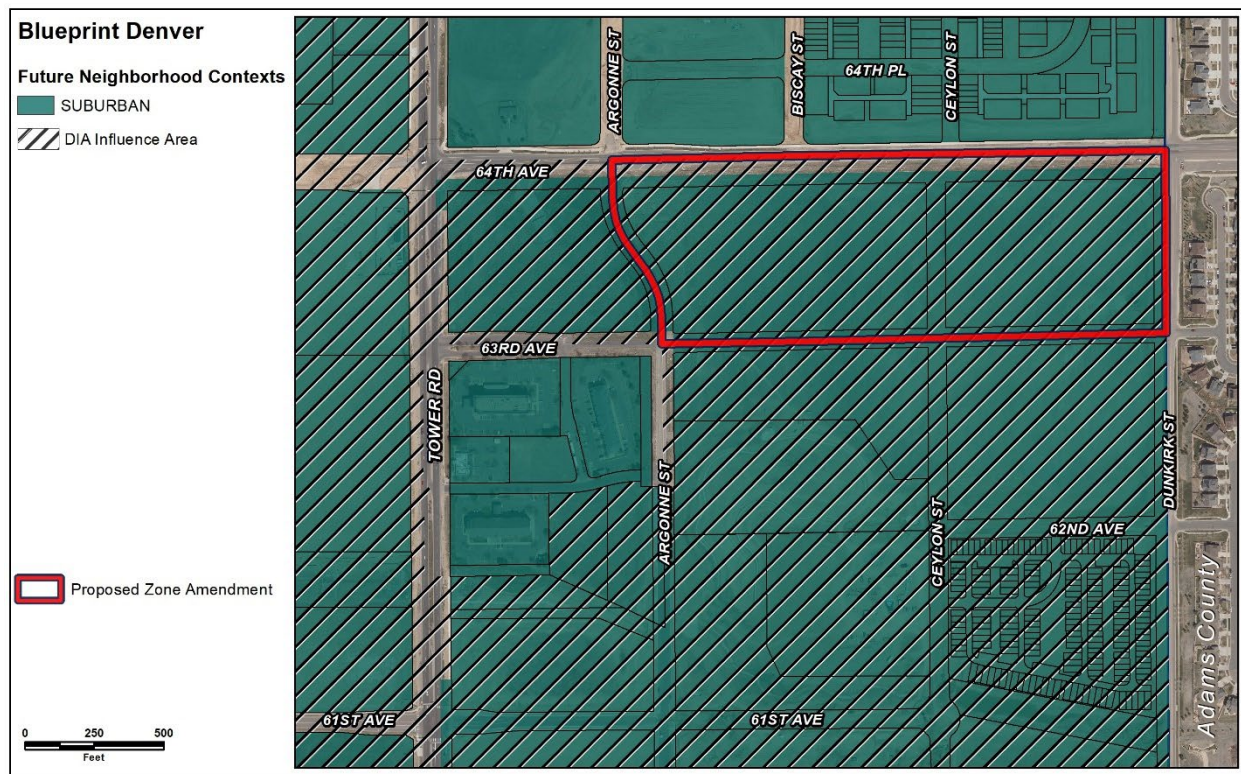 Blueprint Denver
Future Neighborhood Contexts
SUBURBAN
DIA Influence Area
Proposed Zone Amendment
0 250 500
Feet
ARGONNE ST
BISCAY ST
CEYLON ST
64TH PL
64TH AVE
63RD AVE
TOWER RD
ARGONNE ST
CEYLON ST
DUNKIRK ST
62ND AVE
Adams County
61ST AVE
61ST AVE